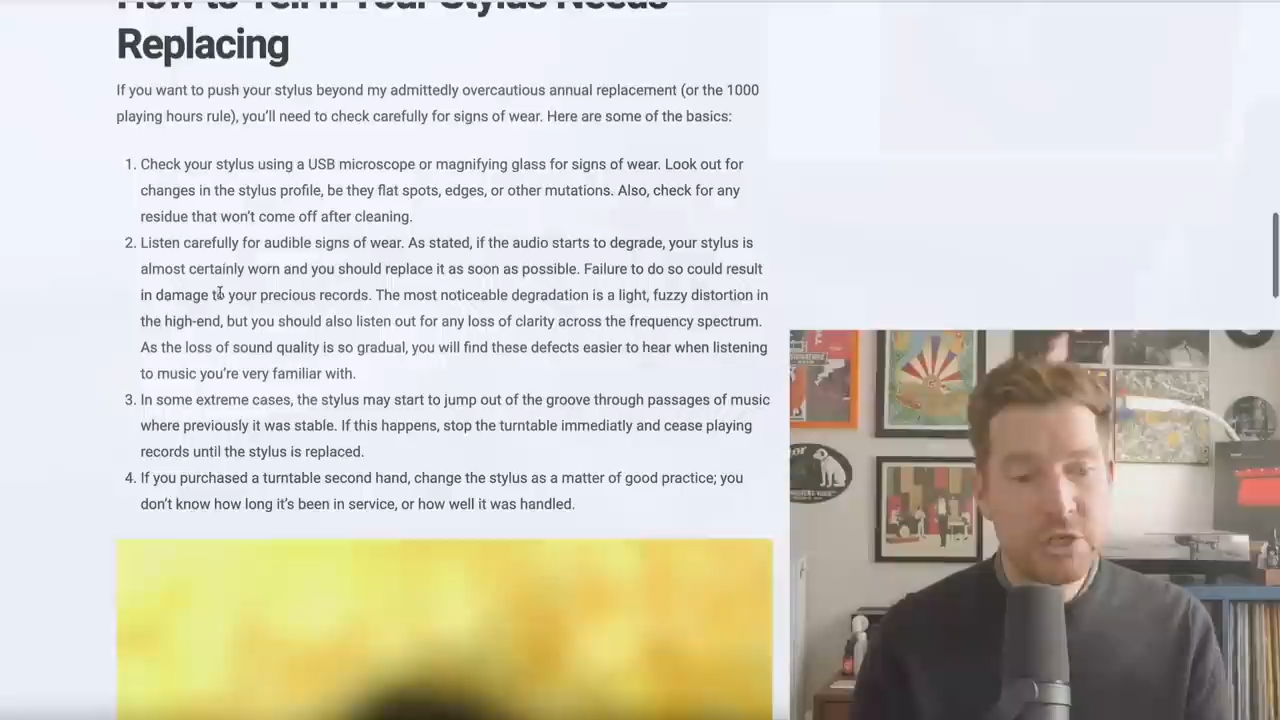 How to Tell if Your Stylus Needs
Replacing
If you want to push your stylus beyond my admittedly overcautious annual replacement (or the 1000
playing hours rule), you'll need to check carefully for signs of wear. Here are some of the basics:
1. Check your stylus using a USB microscope or magnifying glass for signs of wear. Look out for
changes in the stylus profile, be they flat spots, edges, or other mutations. Also, check for any
residue that won't come off after cleaning.
2. Listen carefully for audible signs of wear. As stated, if the audio starts to degrade, your stylus is
almost certainly worn and you should replace it as soon as possible. Failure to do so could result
in damage to your precious records. The most noticeable degradation is a light, fuzzy distortion in
the high-end, but you should also listen out for any loss of clarity across the frequency spectrum.
As the loss of sound quality is so gradual, you will find these defects easier to hear when listening
to music you're very familiar with.
3. In some extreme cases, the stylus may start to jump out of the groove through passages of music
where previously it was stable. If this happens, stop the turntable immediatly and cease playing
records until the stylus is replaced.
4. If you purchased a turntable second hand, change the stylus as a matter of good practice; you
don't know how long it's been in service, or how well it was handled.